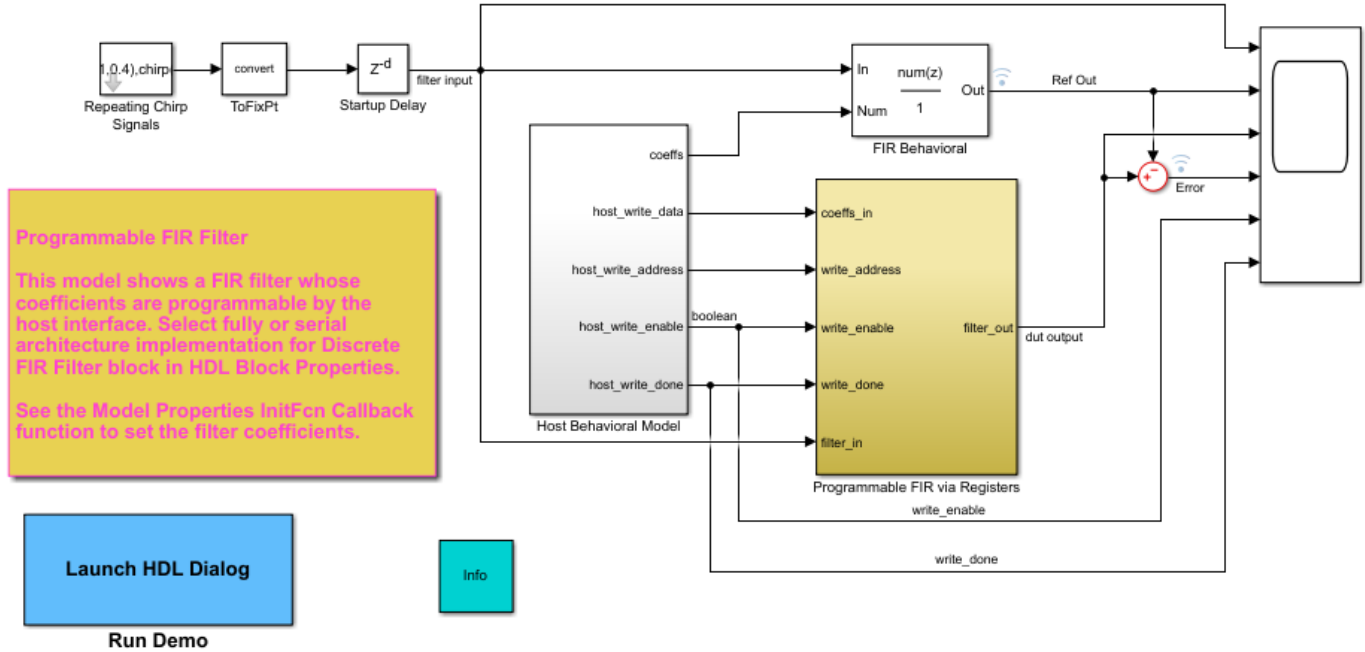 1,0.4),chirp
convert
Z-d
filter input
Repeating Chirp
Signals
ToFixPt
Startup Delay
In
Num
num(z)
1
Out
FIR Behavioral
Ref Out
Error
coeffs
host_write_data
host_write_address
host_write_enable
host_write_done
Host Behavioral Model
boolean
coeffs_in
write_address
write_enable
write_done
filter_in
filter_out
dut output
Programmable FIR via Registers
write_enable
write_done
Programmable FIR Filter
This model shows a FIR filter whose
coefficients are programmable by the
host interface. Select fully or serial
architecture implementation for Discrete
FIR Filter block in HDL Block Properties.
See the Model Properties InitFcn Callback
function to set the filter coefficients.
Launch HDL Dialog
Run Demo
Info